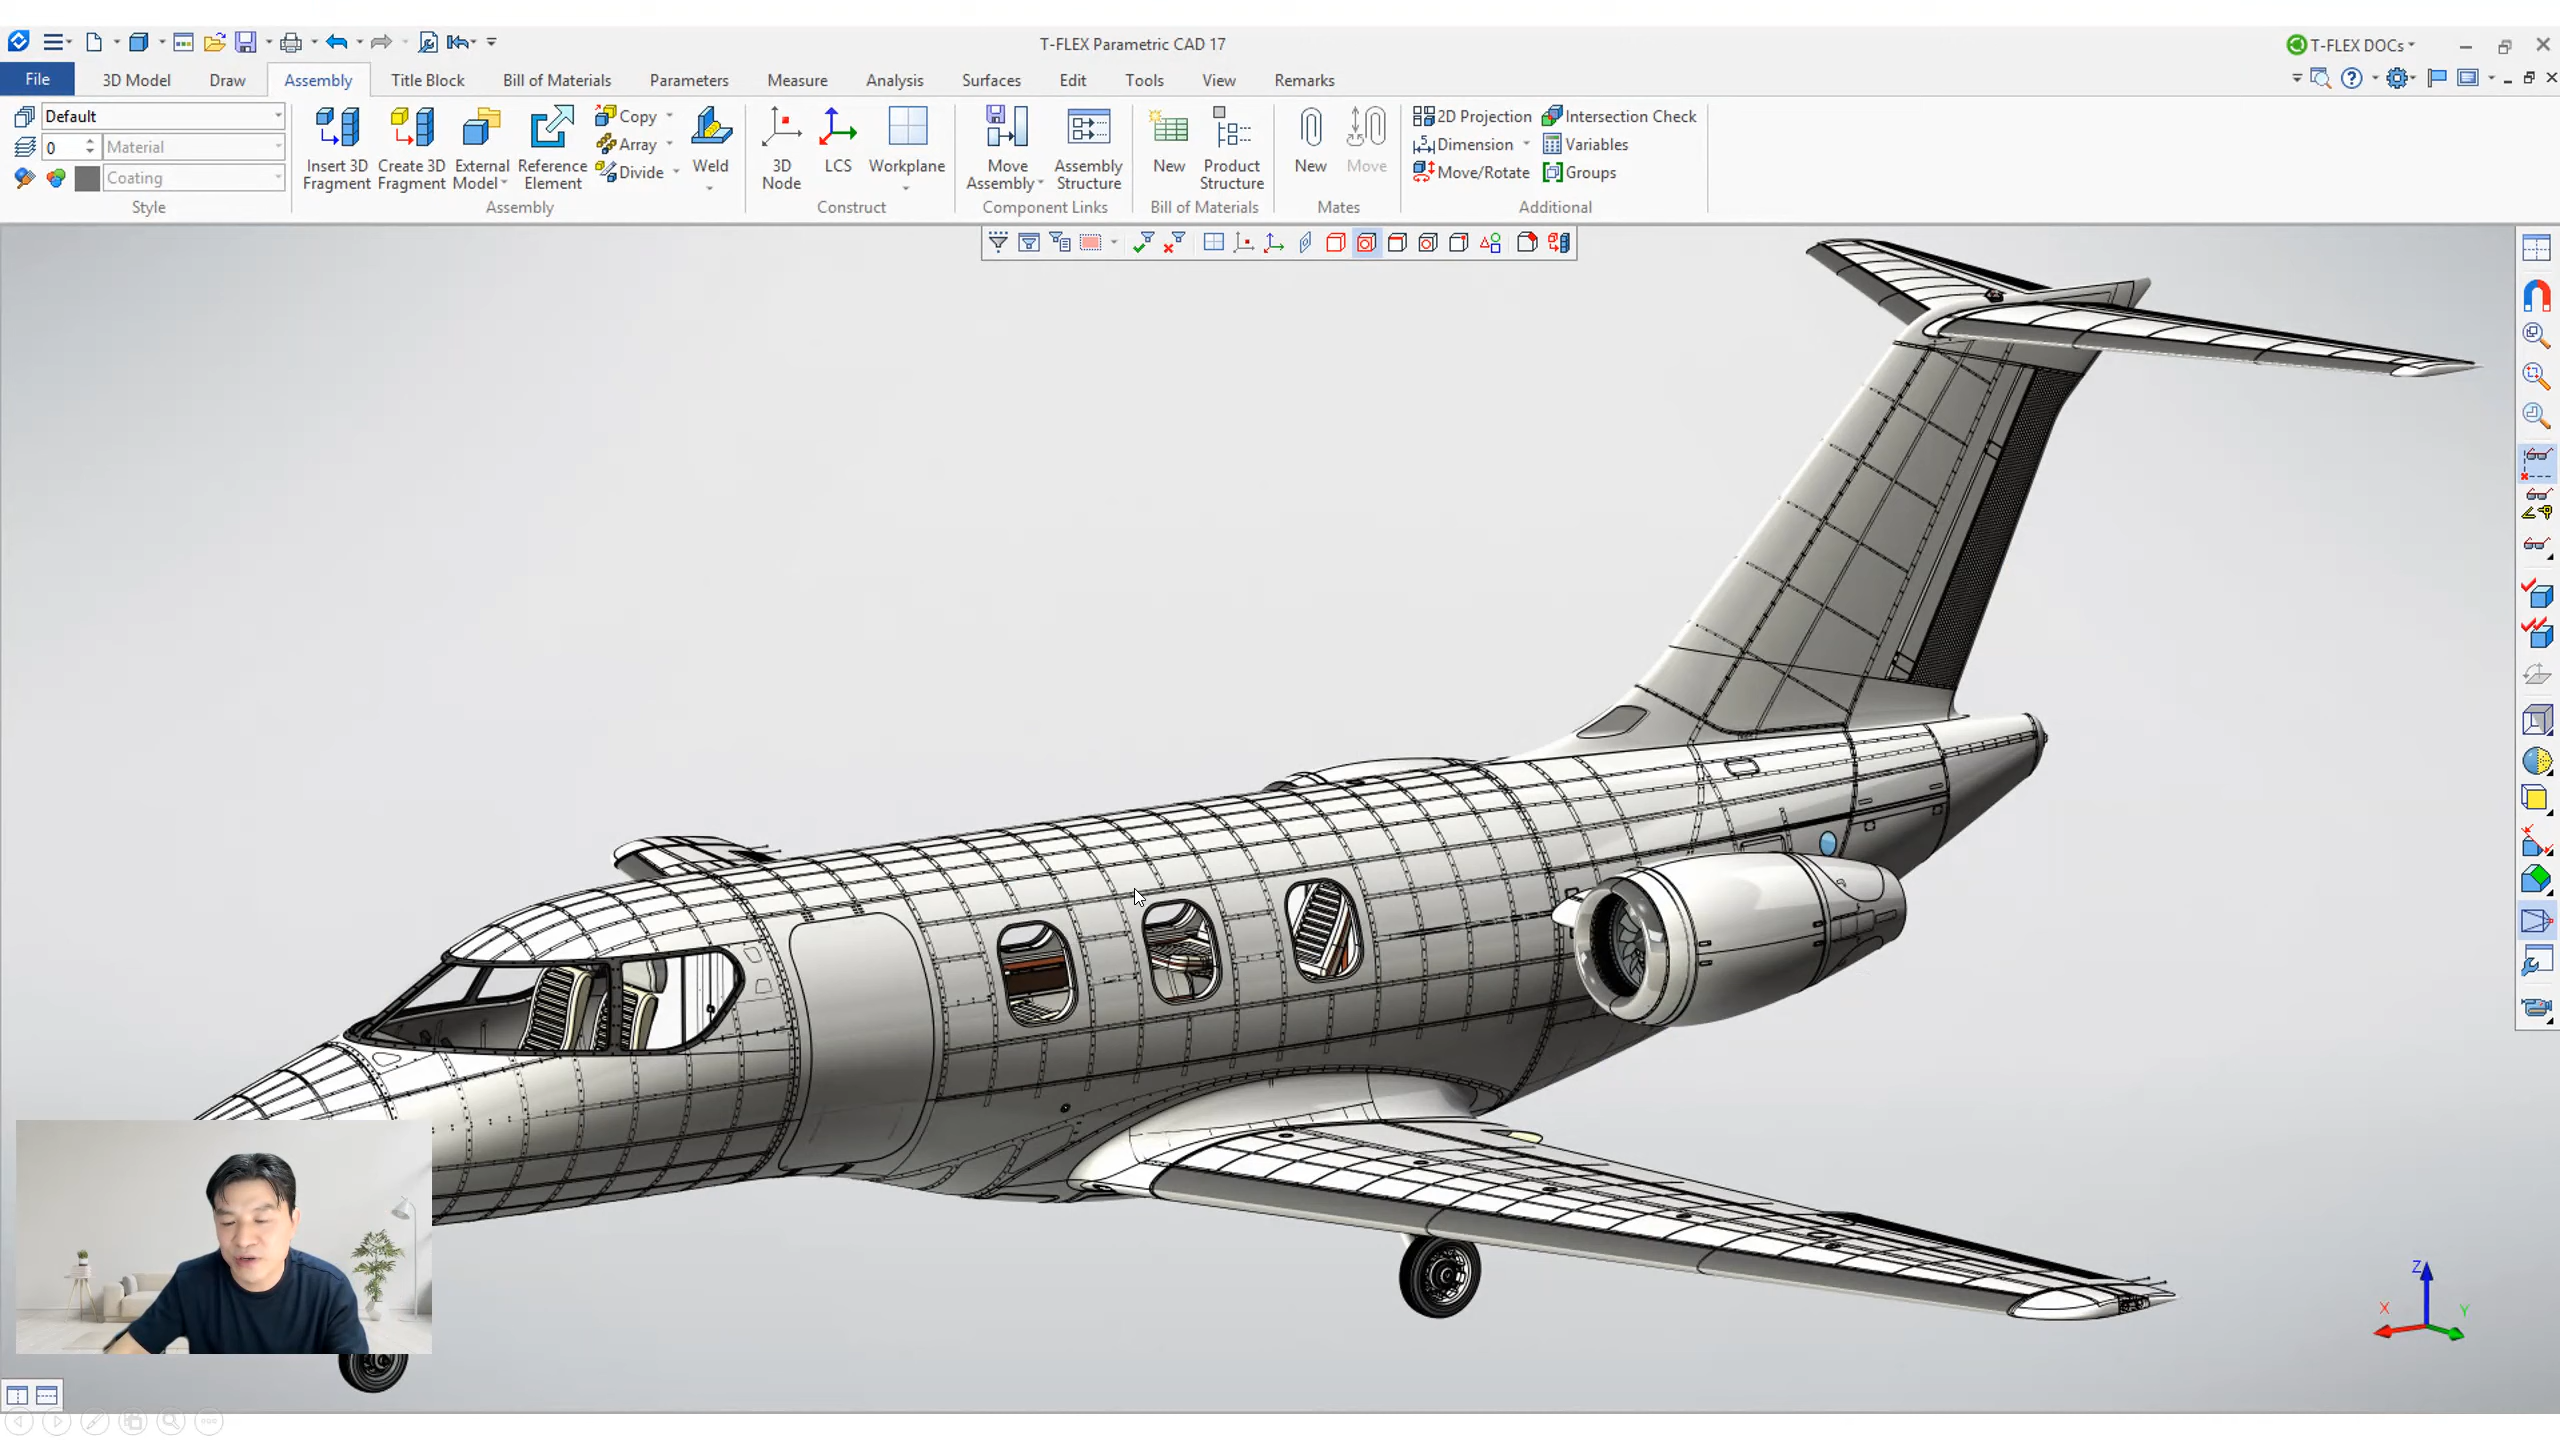 T-FLEX Parametric CAD 17
T-FLEX DOCs
File
3D Model
Draw
Assembly
Title Block
Bill of Materials
Parameters
Measure
Analysis
Surfaces
Edit
Tools
View
Remarks
Default
0
Material
Coating
Style
Insert 3D
Fragment
Create 3D
Fragment
External
Model
Reference
Element
Copy
Array
Divide
Weld
Assembly
3D
Node
LCS
Workplane
Construct
Move
Assembly
Assembly
Structure
Component Links
New
Product
Structure
Bill of Materials
New
Move
Mates
2D Projection
Dimension
Move/Rotate
Intersection Check
Variables
Groups
Additional
Z
X
Y